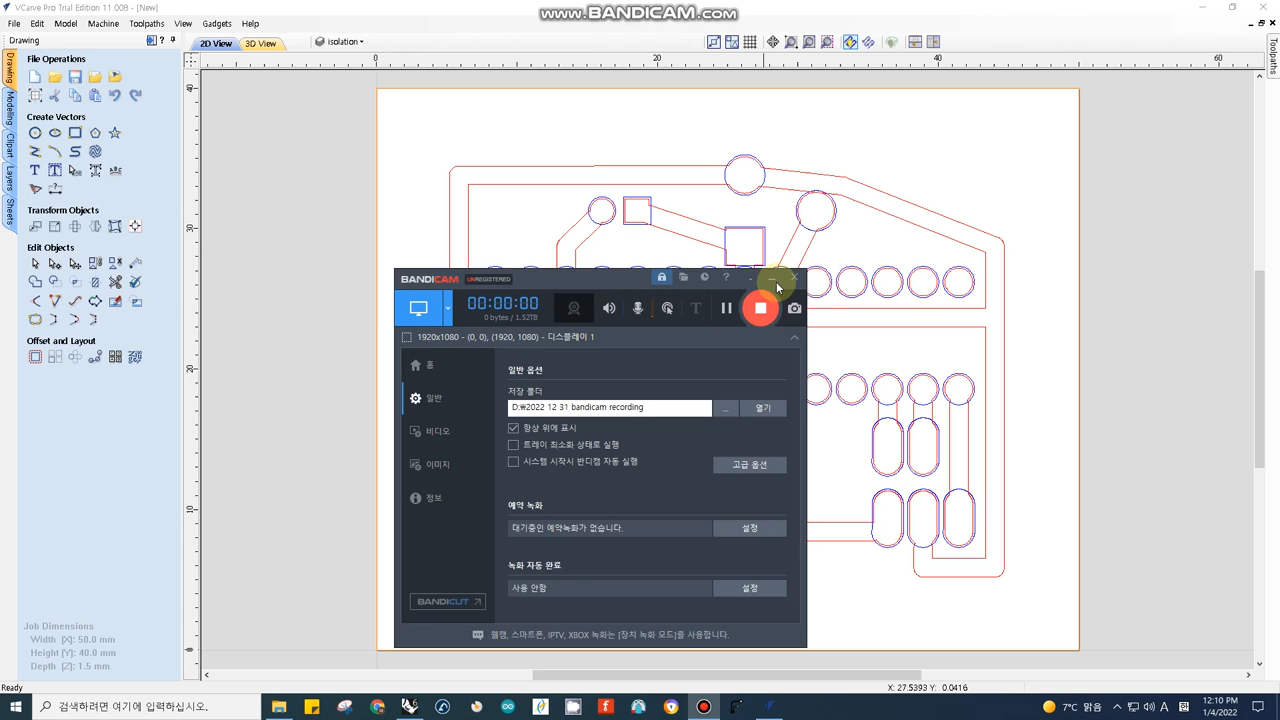 VCarve Pro Trial Edition 11.008 - [New]
www.BANDICAM.com
File Edit Model Machine Toolpaths View Gadgets Help
Drawing
2D View
3D View
isolation
File Operations
Create Vectors
Transform Objects
Edit Objects
Offset and Layout
Drawing
Modeling
Clipart
Layers
Sheets
Toolpaths
0 20 40 60
40
30
20
10
0
BANDICAM UNREGISTERED
00:00:00
0 bytes / 1.52TB
1920x1080 - (0, 0), (1920, 1080) - 디스플레이 1
홈
일반
비디오
이미지
정보
BANDICUT
일반 옵션
저장 폴더
D:₩2022 12 31 bandicam recording
...
열기
항상 위에 표시
트레이 최소화 상태로 실행
시스템 시작시 반디캠 자동 실행
고급 옵션
예약 녹화
대기중인 예약녹화가 없습니다.
설정
녹화 자동 완료
사용 안함
설정
웹캠, 스마트폰, IPTV, XBOX 녹화는 [장치 녹화 모드]를 사용합니다.
Job Dimensions
Width [X]: 50.0 mm
Height [Y]: 40.0 mm
Depth [Z]: 1.5 mm
Ready
X: 27.5393 Y: 0.0416
검색하려면 여기에 입력하십시오.
7°C 맑음
A
12:10 PM
1/4/2022